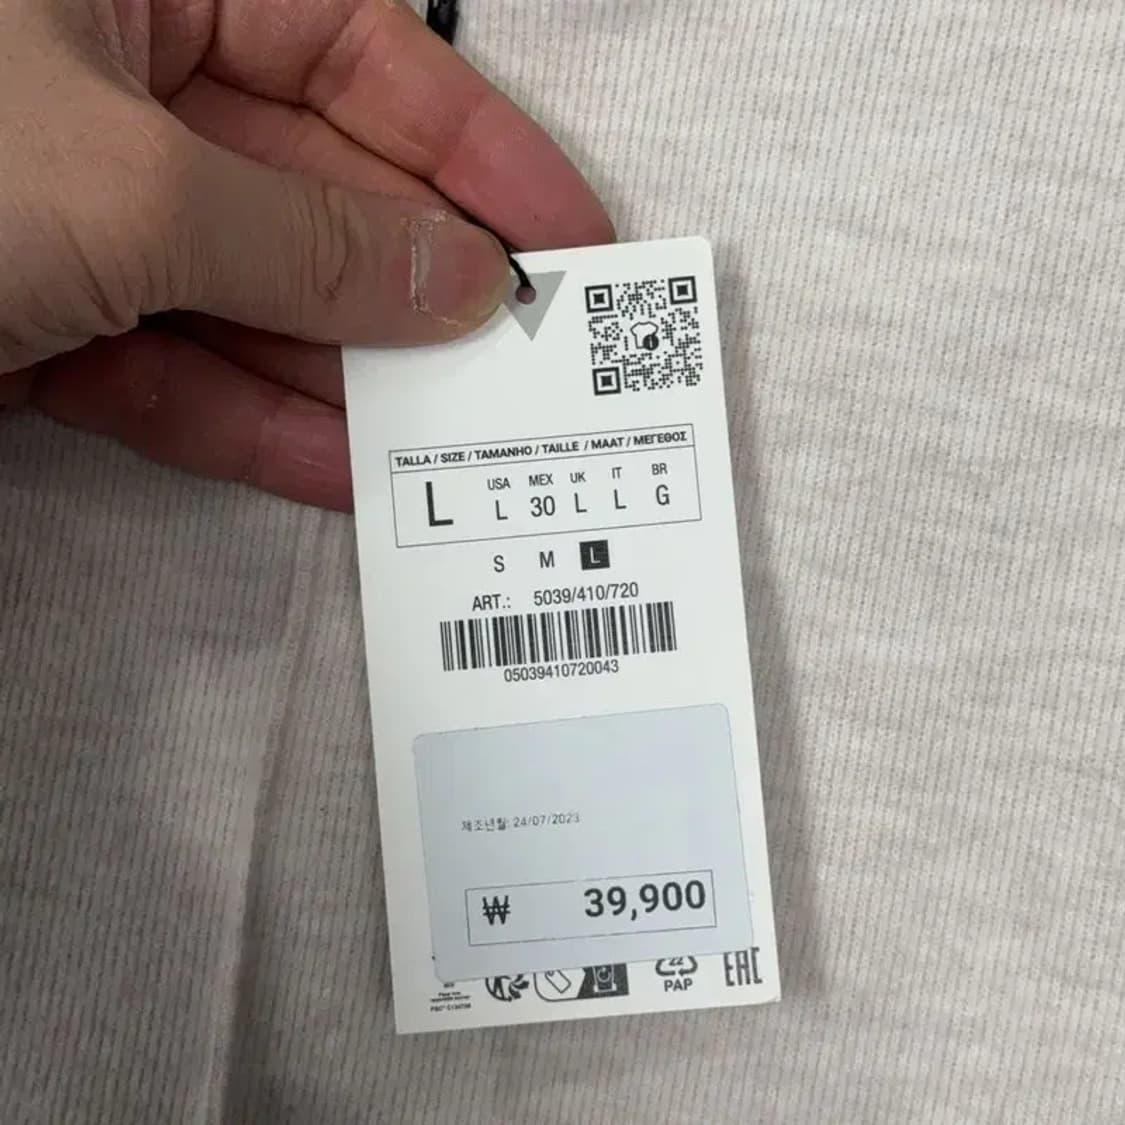 TALLA / SIZE / TAMANHO / TAILLE / MAAT / ΜΕΓΕΘΟΣ
USA MEX UK IT BR
L L 30 L L G
S M L
ART.: 5039/410/720
05039410720043
제조년월: 24/07/2023
₩ 39,900
22
PAP
EAC